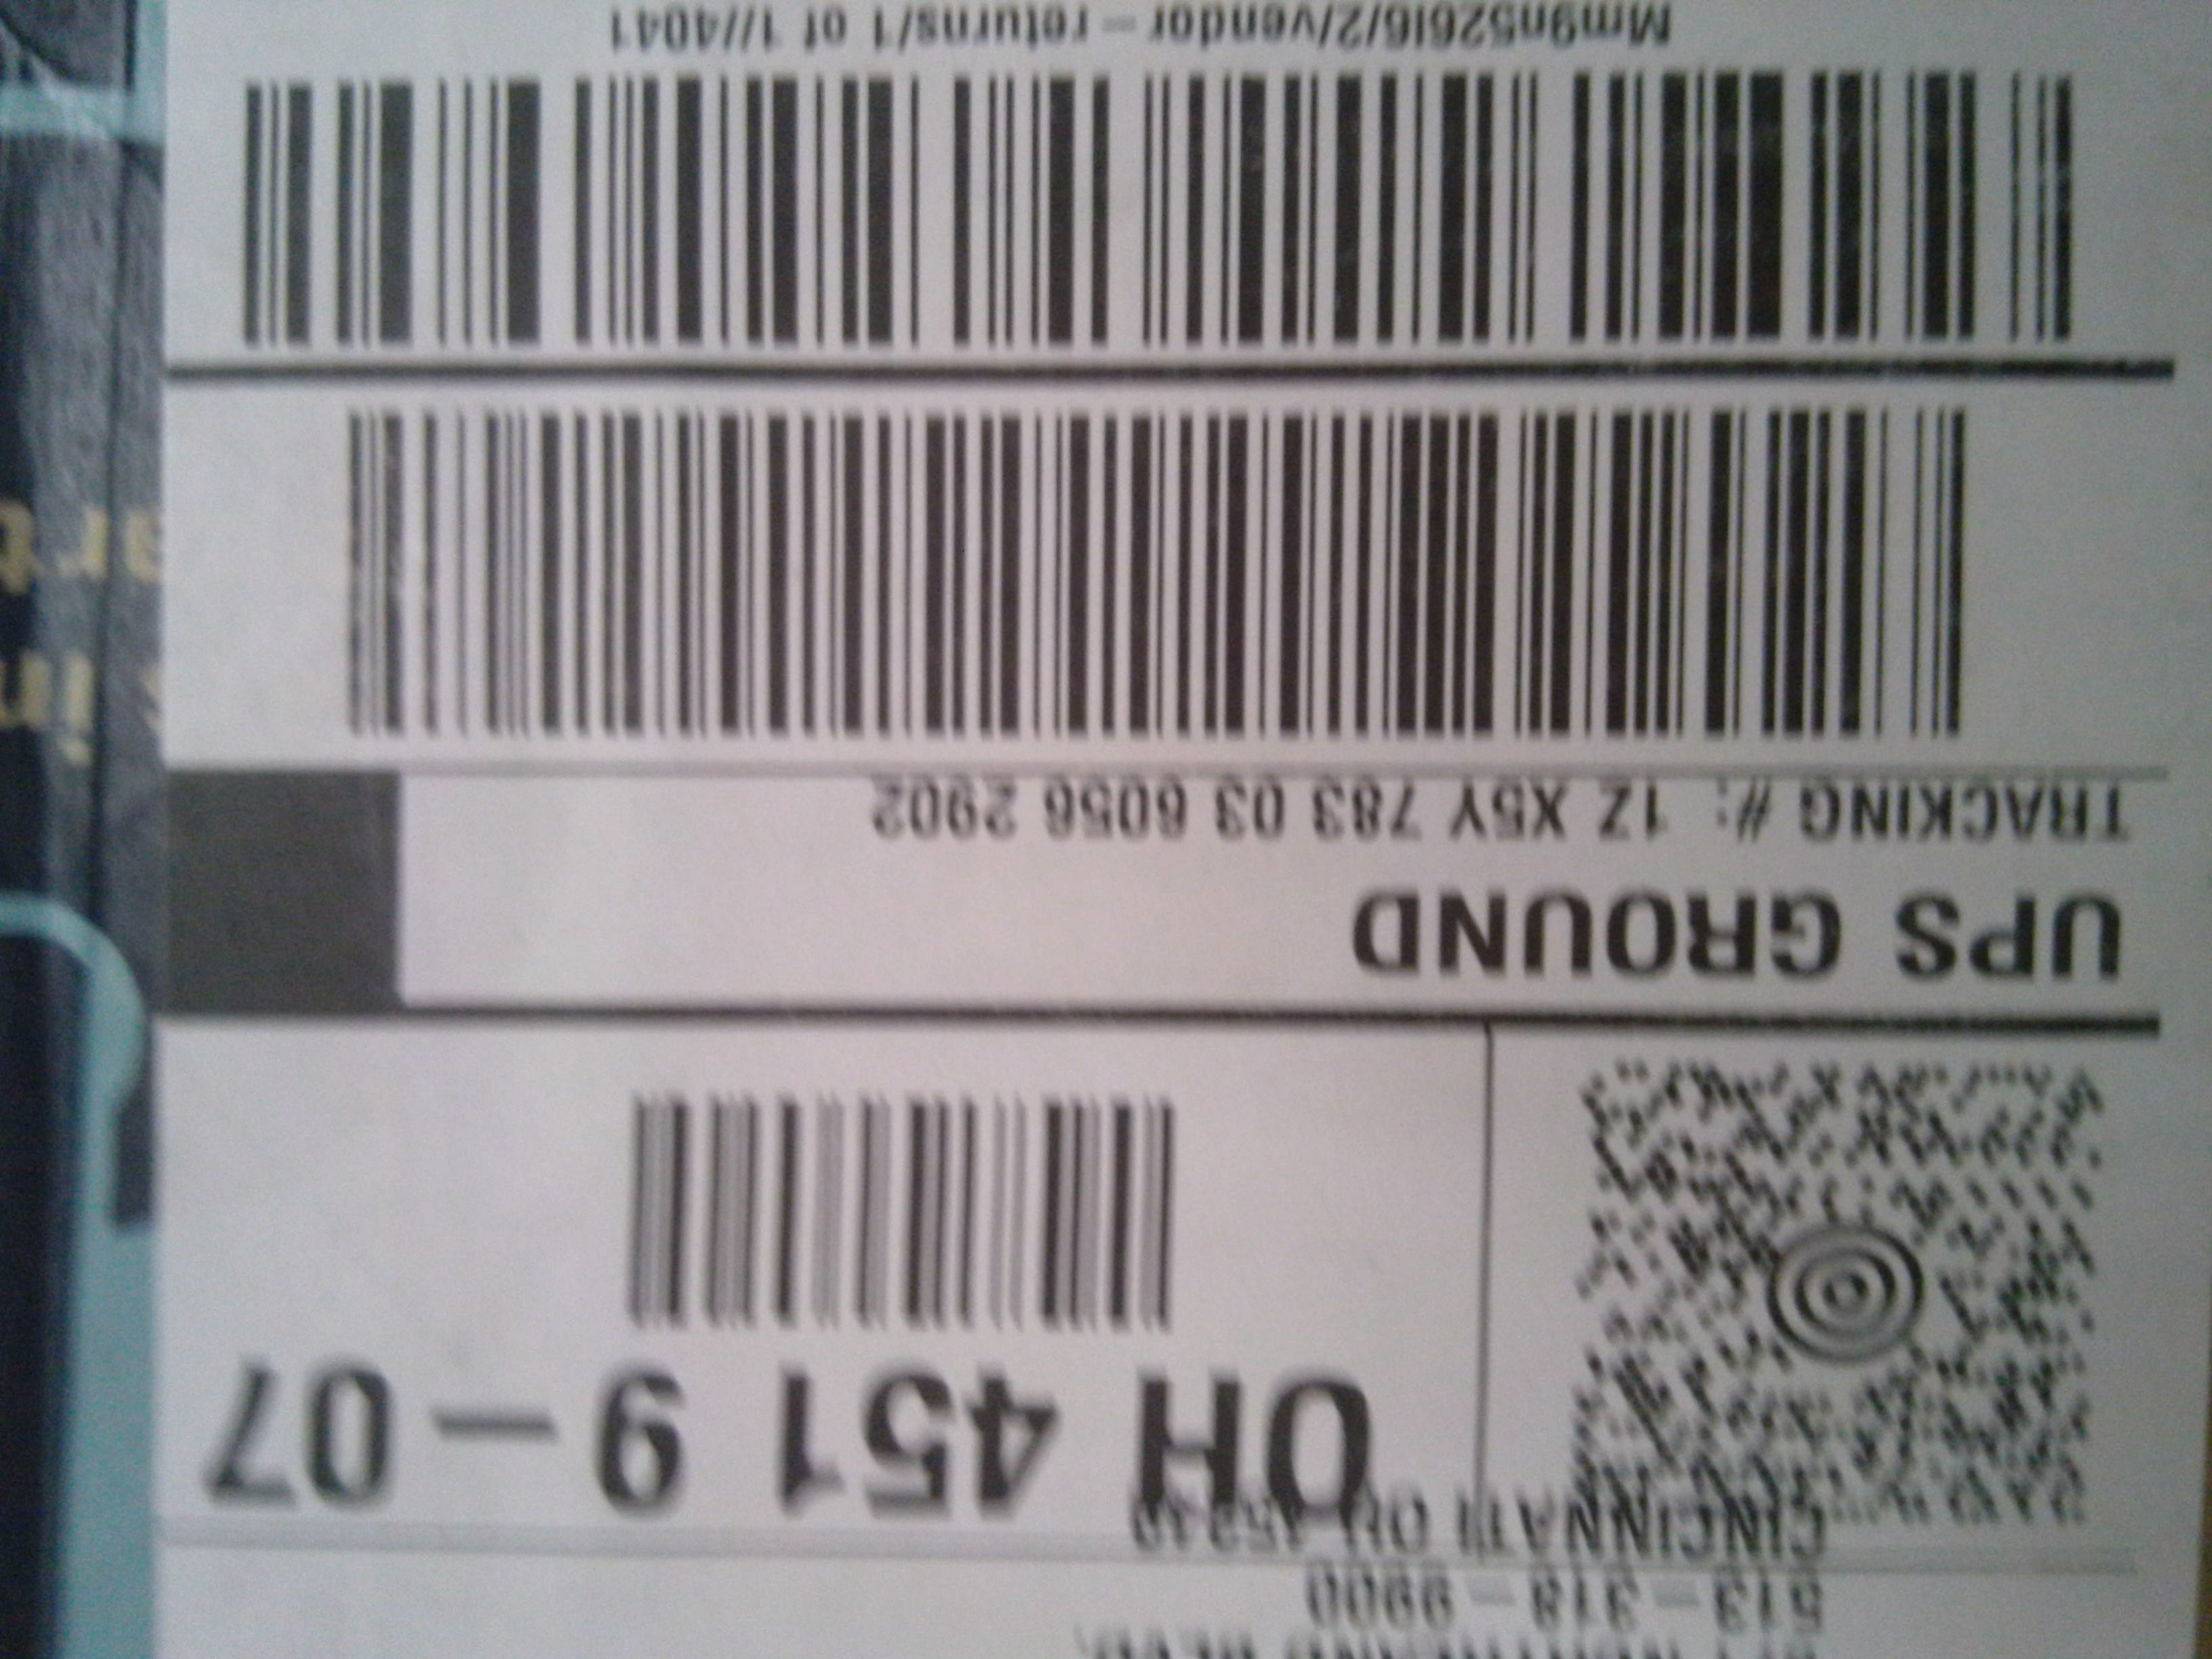 513-318-9900
CINCINNATI OH
OH 451 9-07
UPS GROUND
TRACKING #: 1Z X5Y 783 03 6056 2902
Mm9n526l6/2/vendor-returns/1 of 1//4041